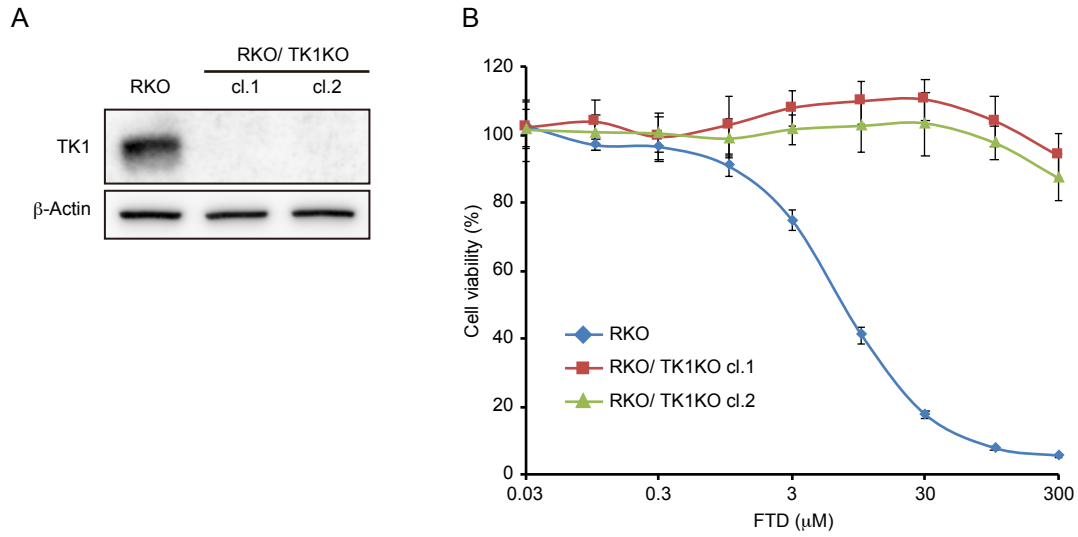 A
RKO/ TK1KO
RKO cl.1 cl.2
TK1
β-Actin
B
Cell viability (%)
120
100
80
60
40
20
0
0.03 0.3 3 30 300
FTD (μM)
RKO
RKO/ TK1KO cl.1
RKO/ TK1KO cl.2